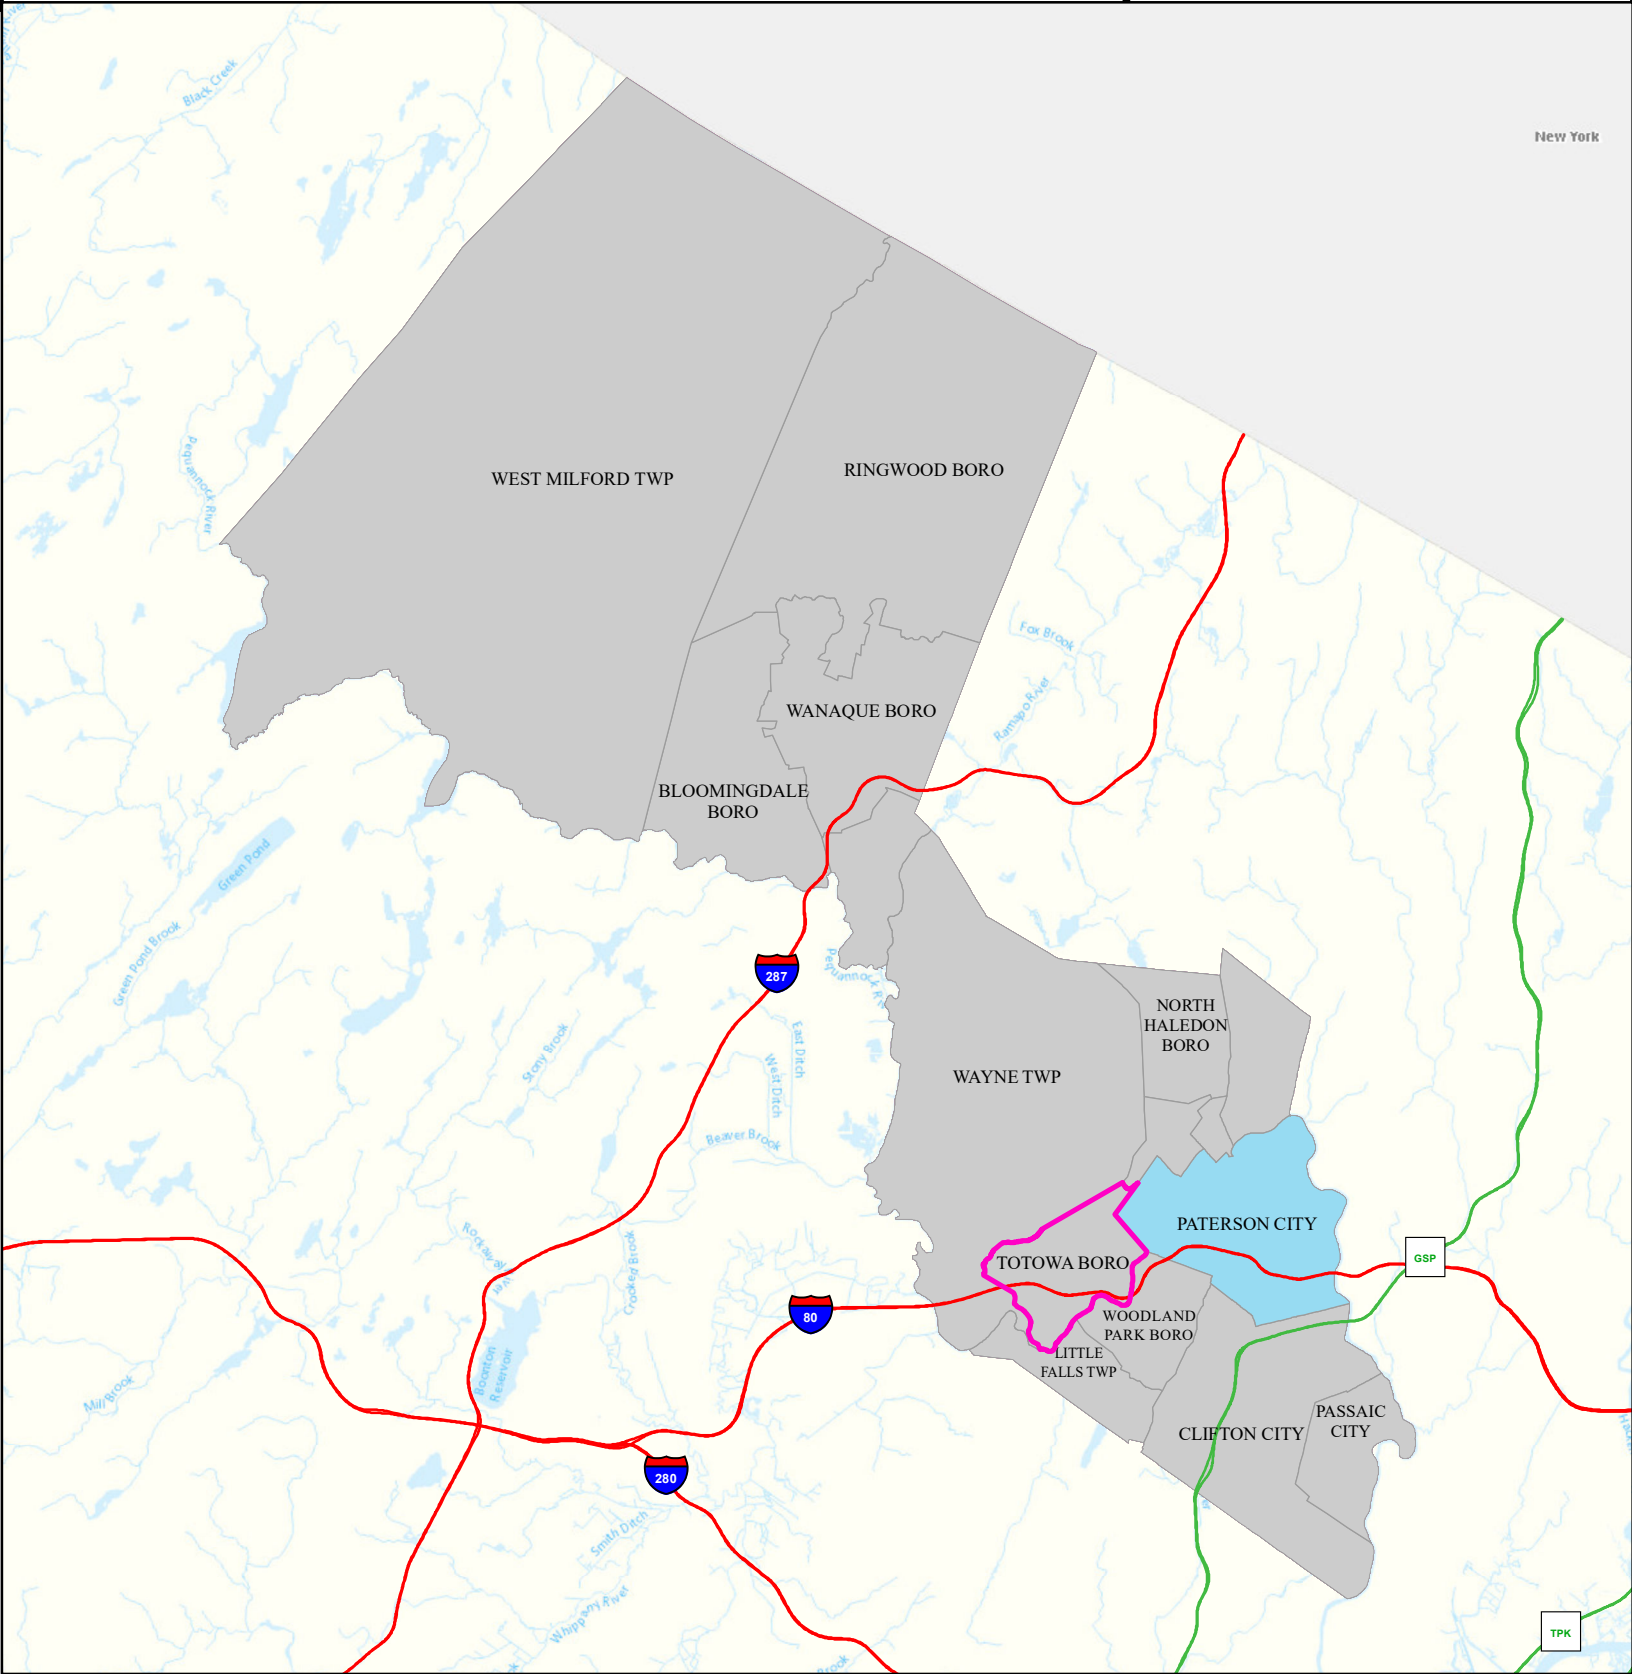 Black Creek
New York
Pequannock River
WEST MILFORD TWP
RINGWOOD BORO
Fox Brook
Ramapo River
WANAQUE BORO
BLOOMINGDALE
BORO
Green Pond
Green Pond Brook
287
Pequannock
Stony Brook
East Ditch
West Ditch
Beaver Brook
NORTH
HALEDON
BORO
WAYNE TWP
PATERSON CITY
TOTOWA BORO
GSP
Rockaway
Crooked Brook
80
WOODLAND
PARK BORO
LITTLE
FALLS TWP
Boonton
Reservoir
Mill Brook
PASSAIC
CITY
CLIFTON CITY
280
Smith Ditch
Whippany River
Brook
TPK